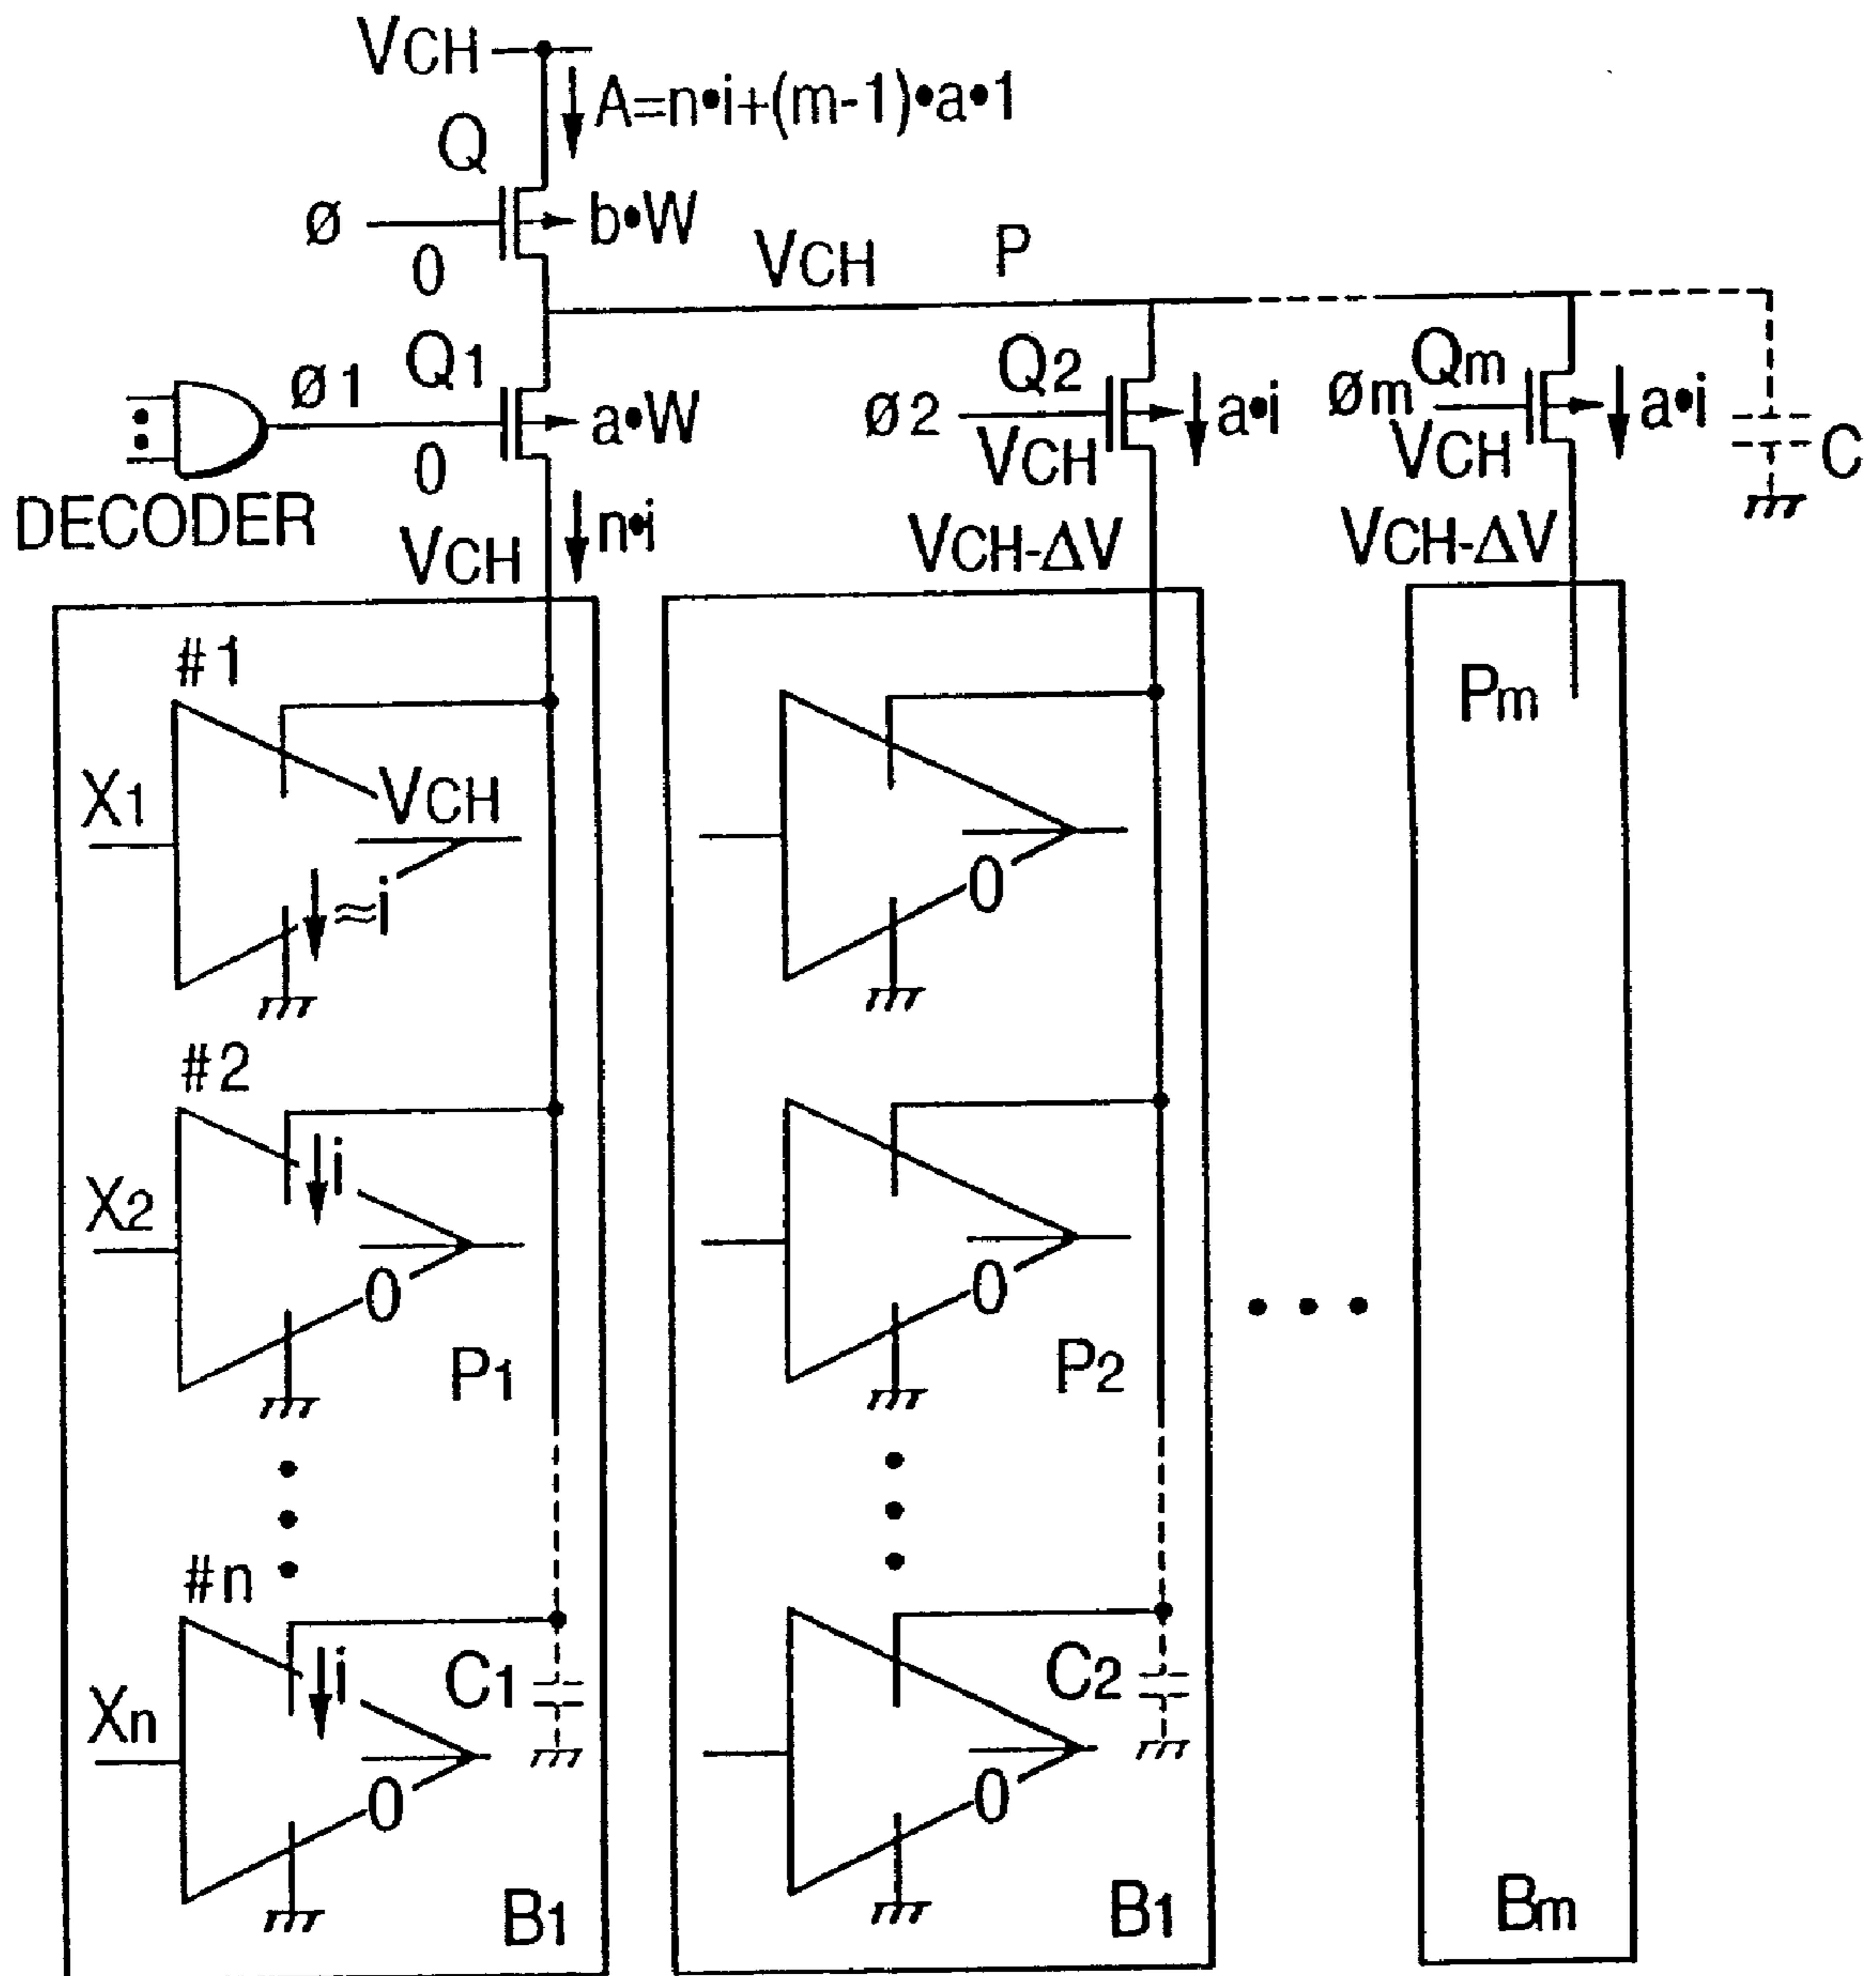 VCH
A=n•i+(m-1)•a•1
Q
ø
0
b•W
VCH
P
ø1
Q1
0
a•W
DECODER
VCH
n•i
ø2
Q2
VCH
a•i
VCH-ΔV
øm
Qm
VCH
a•i
VCH-ΔV
C
#1
X1
VCH
≈i
#2
X2
i
0
P1
#n
Xn
i
0
C1
B1
0
0
P2
0
C2
B1
Pm
Bm